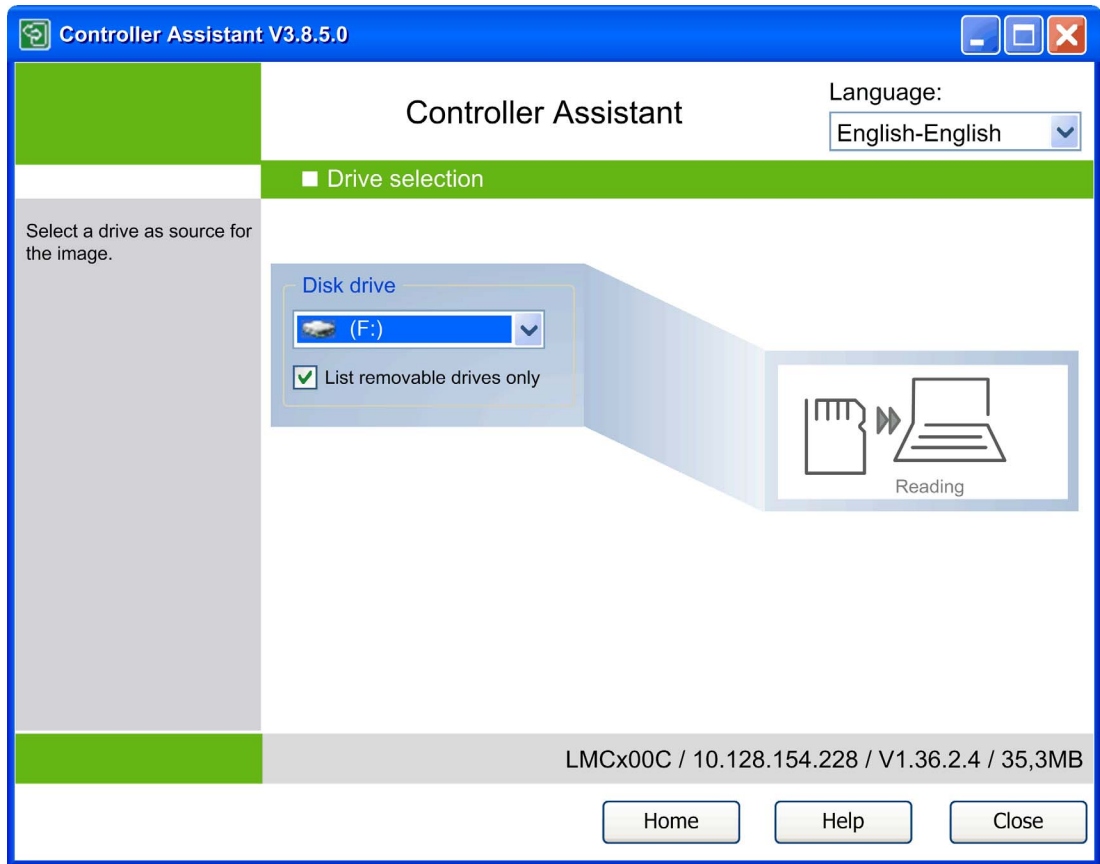 Controller Assistant V3.8.5.0
Controller Assistant
Language:
English-English
Drive selection
Select a drive as source for
the image.
Disk drive
(F:)
List removable drives only
Reading
LMCx00C / 10.128.154.228 / V1.36.2.4 / 35,3MB
Home
Help
Close